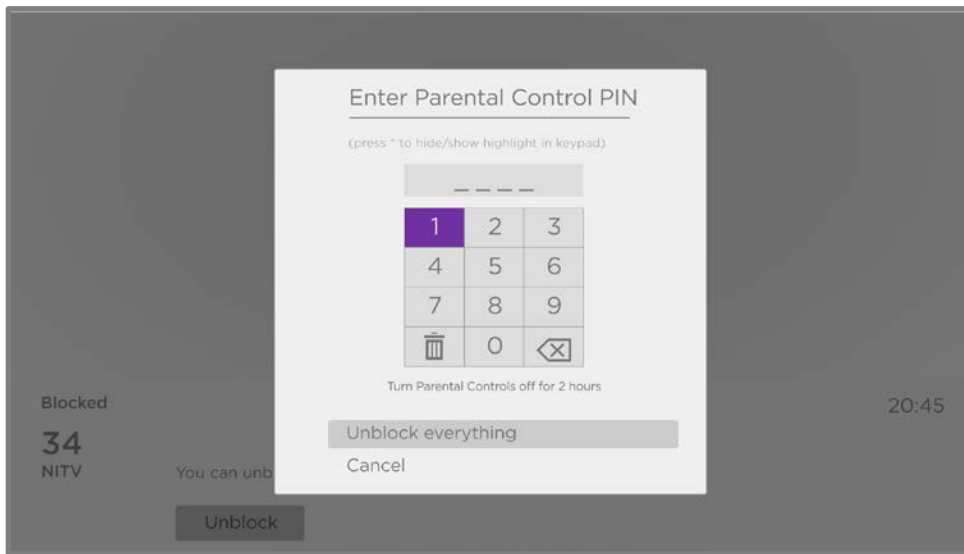 Enter Parental Control PIN
(press * to hide/show highlight in keypad)
_ _ _ _
1 2 3
4 5 6
7 8 9
0
Turn Parental Controls off for 2 hours
Unblock everything
Cancel
Blocked
20:45
34
NITV
You can unb
Unblock